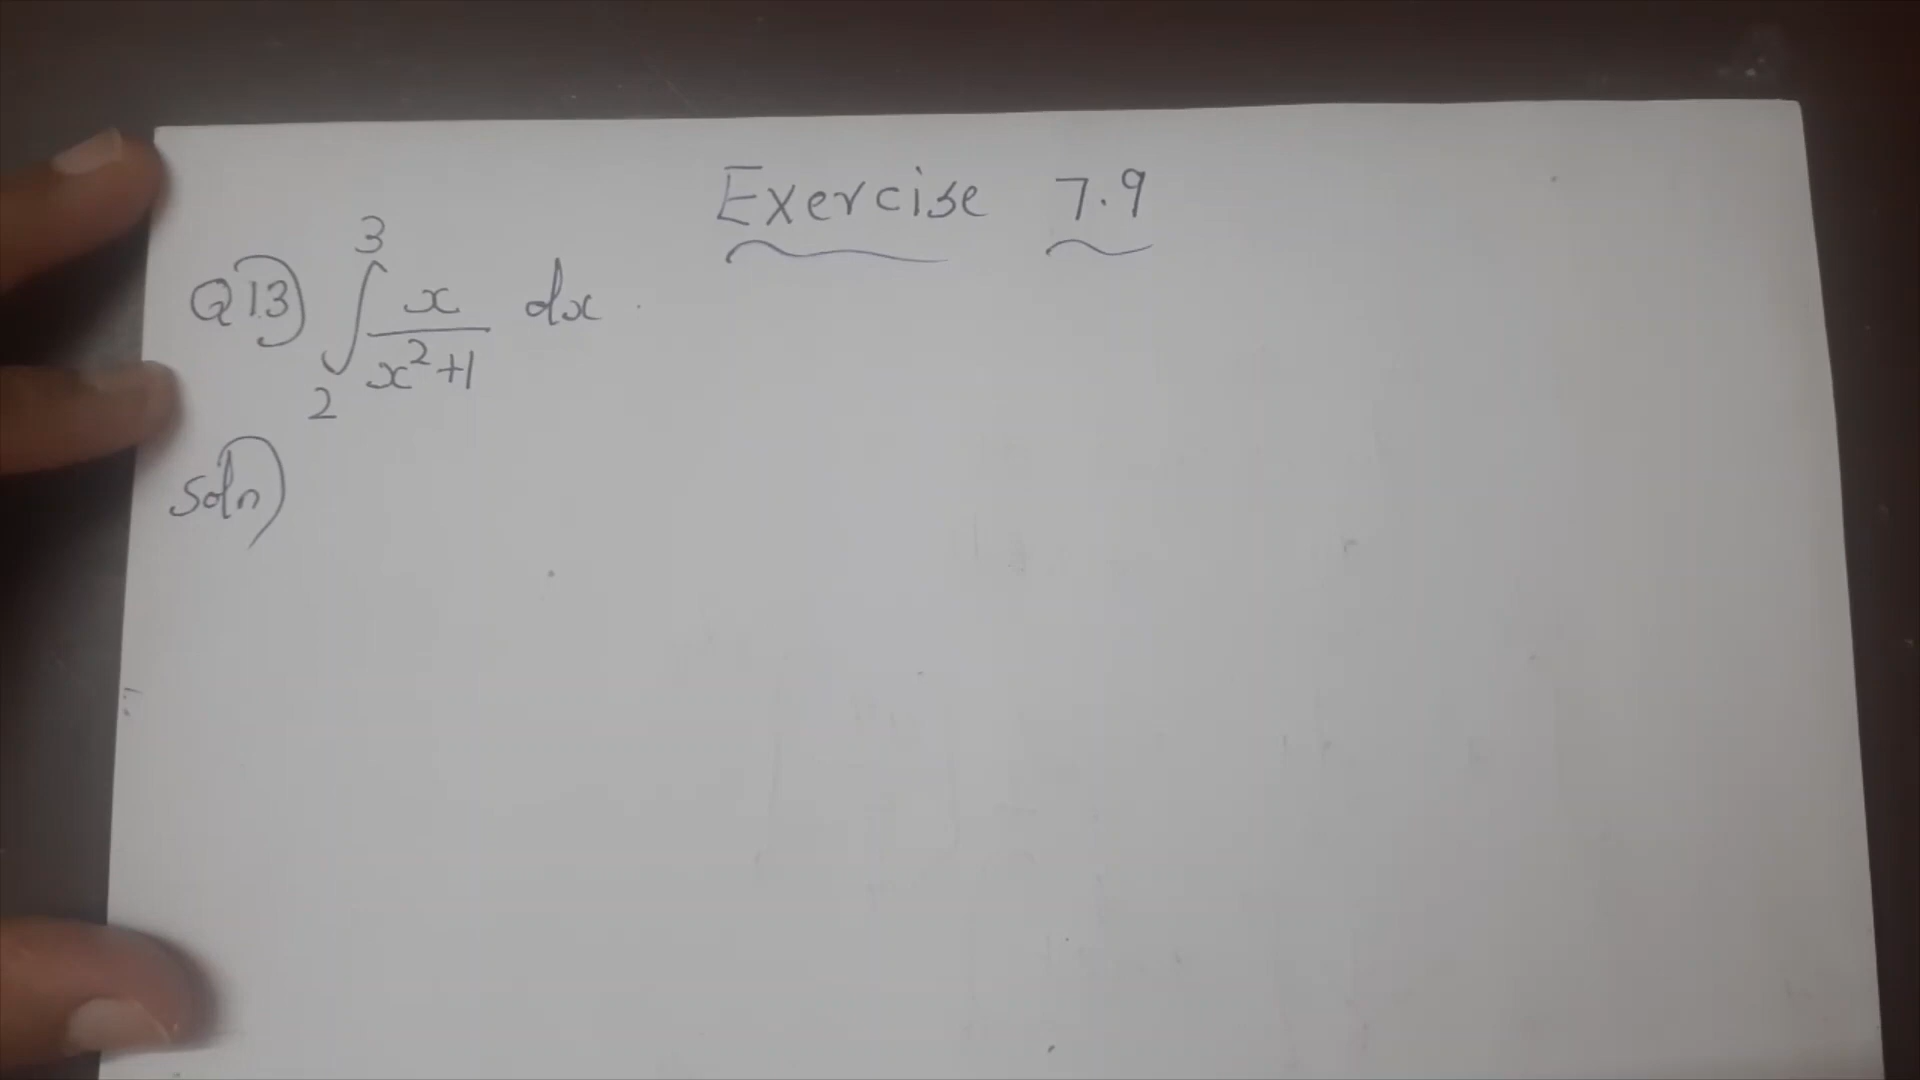 Exercise 7.9
Q13) ∫₂³ x/(x²+1) dx.
Soln)